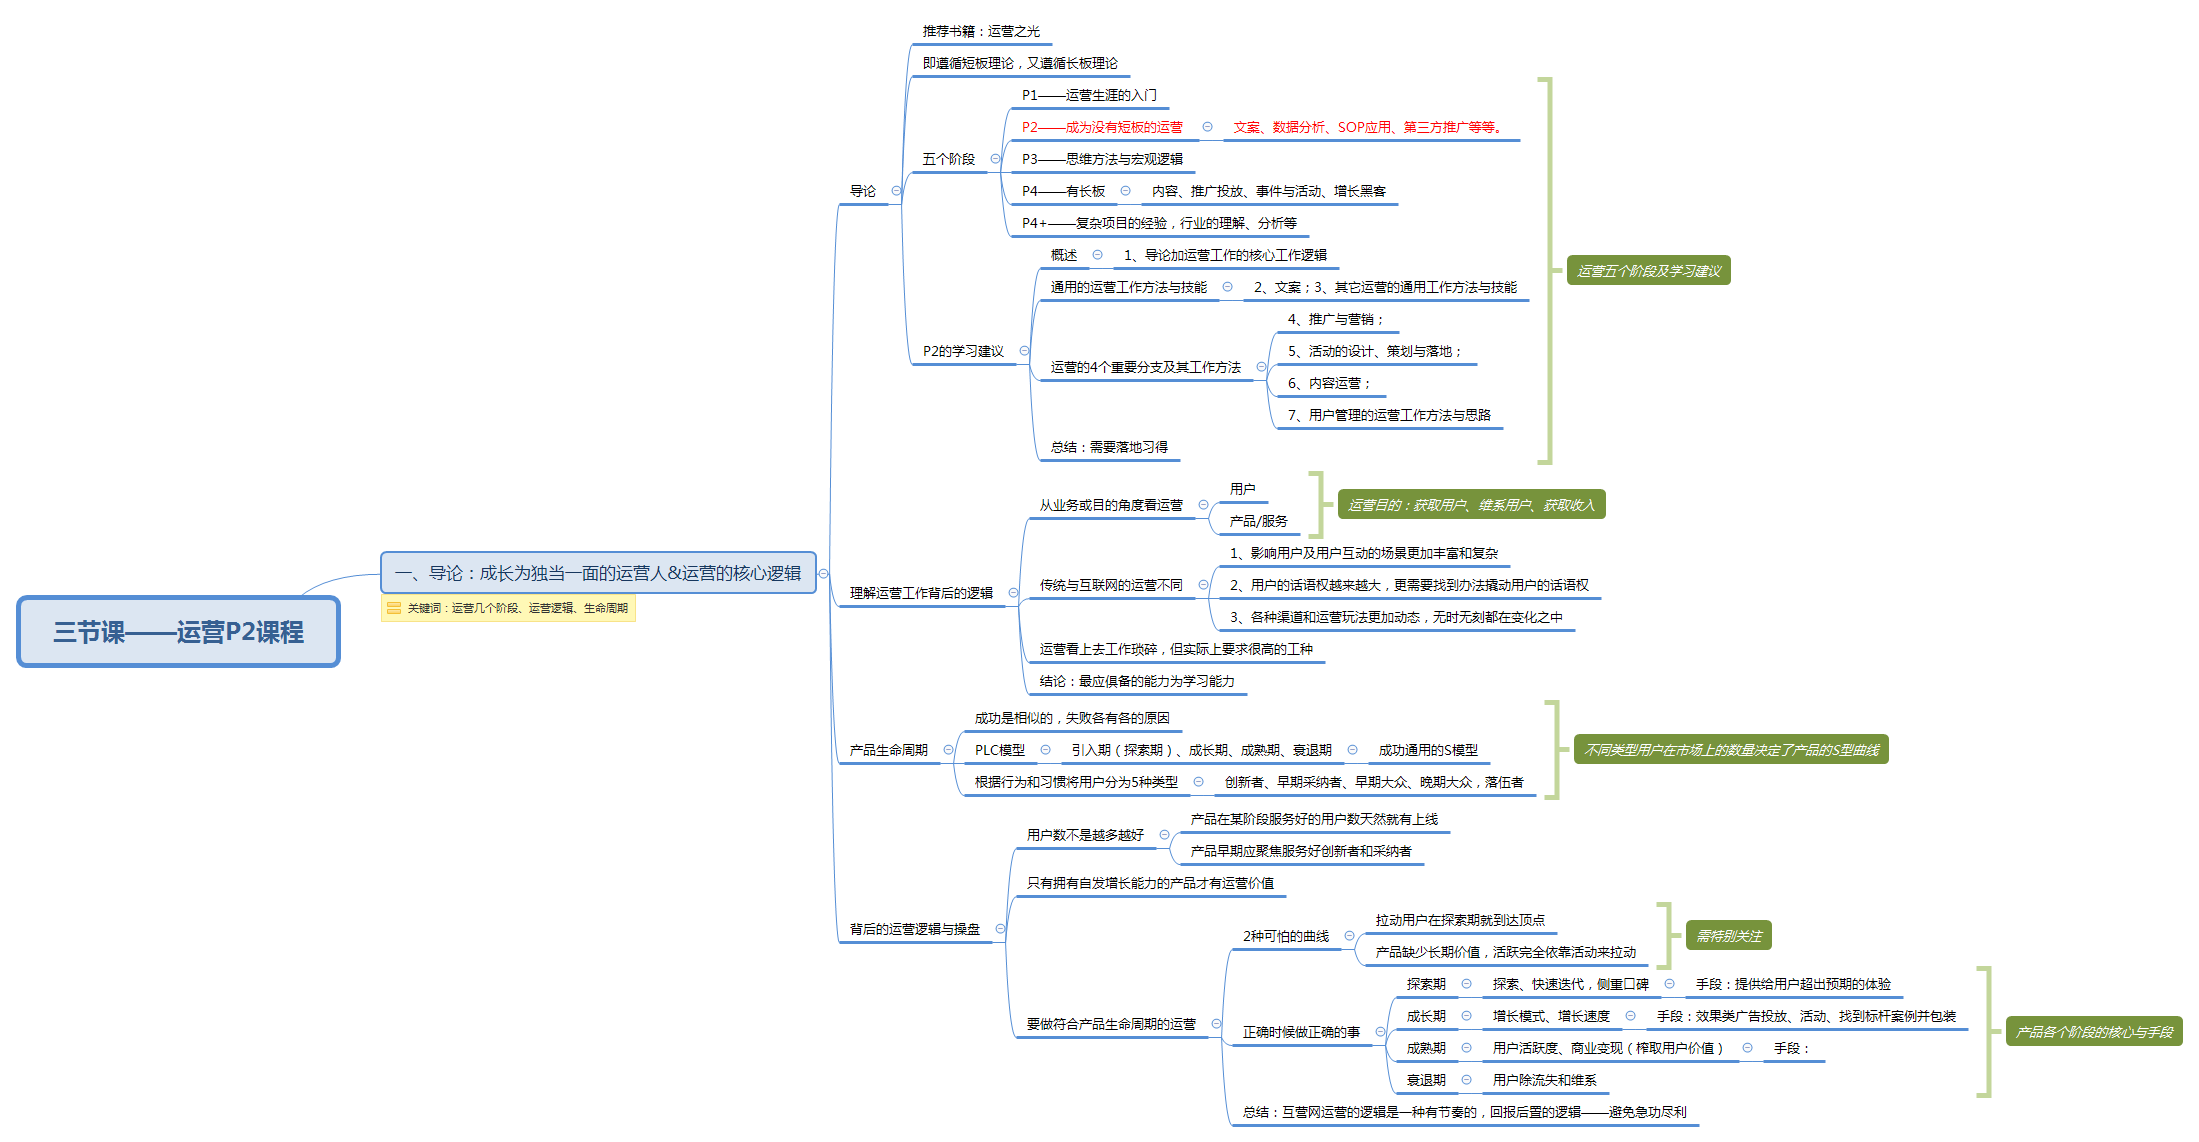 三节课——运营P2课程
一、导论：成长为独当一面的运营人&运营的核心逻辑
关键词：运营几个阶段、运营逻辑、生命周期
导论
推荐书籍：运营之光
即遵循短板理论，又遵循长板理论
五个阶段
P1——运营生涯的入门
P2——成为没有短板的运营
文案、数据分析、SOP应用、第三方推广等等。
P3——思维方法与宏观逻辑
P4——有长板
内容、推广投放、事件与活动、增长黑客
P4+——复杂项目的经验，行业的理解、分析等
P2的学习建议
概述
1、导论加运营工作的核心工作逻辑
通用的运营工作方法与技能
2、文案；3、其它运营的通用工作方法与技能
运营的4个重要分支及其工作方法
4、推广与营销；
5、活动的设计、策划与落地；
6、内容运营；
7、用户管理的运营工作方法与思路
总结：需要落地习得
运营五个阶段及学习建议
理解运营工作背后的逻辑
从业务或目的角度看运营
用户
产品/服务
运营目的：获取用户、维系用户、获取收入
传统与互联网的运营不同
1、影响用户及用户互动的场景更加丰富和复杂
2、用户的话语权越来越大，更需要找到办法撬动用户的话语权
3、各种渠道和运营玩法更加动态，无时无刻都在变化之中
运营看上去工作琐碎，但实际上要求很高的工种
结论：最应俱备的能力为学习能力
产品生命周期
成功是相似的，失败各有各的原因
PLC模型
引入期（探索期）、成长期、成熟期、衰退期
成功通用的S模型
根据行为和习惯将用户分为5种类型
创新者、早期采纳者、早期大众、晚期大众，落伍者
不同类型用户在市场上的数量决定了产品的S型曲线
背后的运营逻辑与操盘
用户数不是越多越好
产品在某阶段服务好的用户数天然就有上线
产品早期应聚焦服务好创新者和采纳者
只有拥有自发增长能力的产品才有运营价值
要做符合产品生命周期的运营
2种可怕的曲线
拉动用户在探索期就到达顶点
产品缺少长期价值，活跃完全依靠活动来拉动
需特别关注
正确时候做正确的事
探索期
探索、快速迭代，侧重口碑
手段：提供给用户超出预期的体验
成长期
增长模式、增长速度
手段：效果类广告投放、活动、找到标杆案例并包装
成熟期
用户活跃度、商业变现（榨取用户价值）
手段：
衰退期
用户除流失和维系
产品各个阶段的核心与手段
总结：互营网运营的逻辑是一种有节奏的，回报后置的逻辑——避免急功尽利